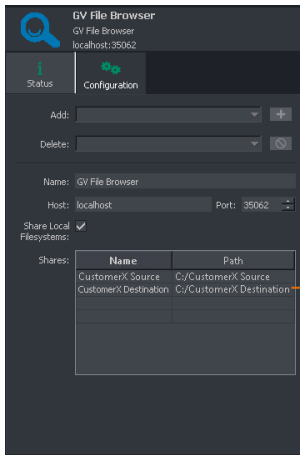 GV File Browser
GV File Browser
localhost:35062
Status Configuration
Add:
Delete:
Name: GV File Browser
Host: localhost Port: 35062
Share Local
Filesystems:
Shares: Name Path
CustomerX Source C:/CustomerX Source
CustomerX Destination C:/CustomerX Destination